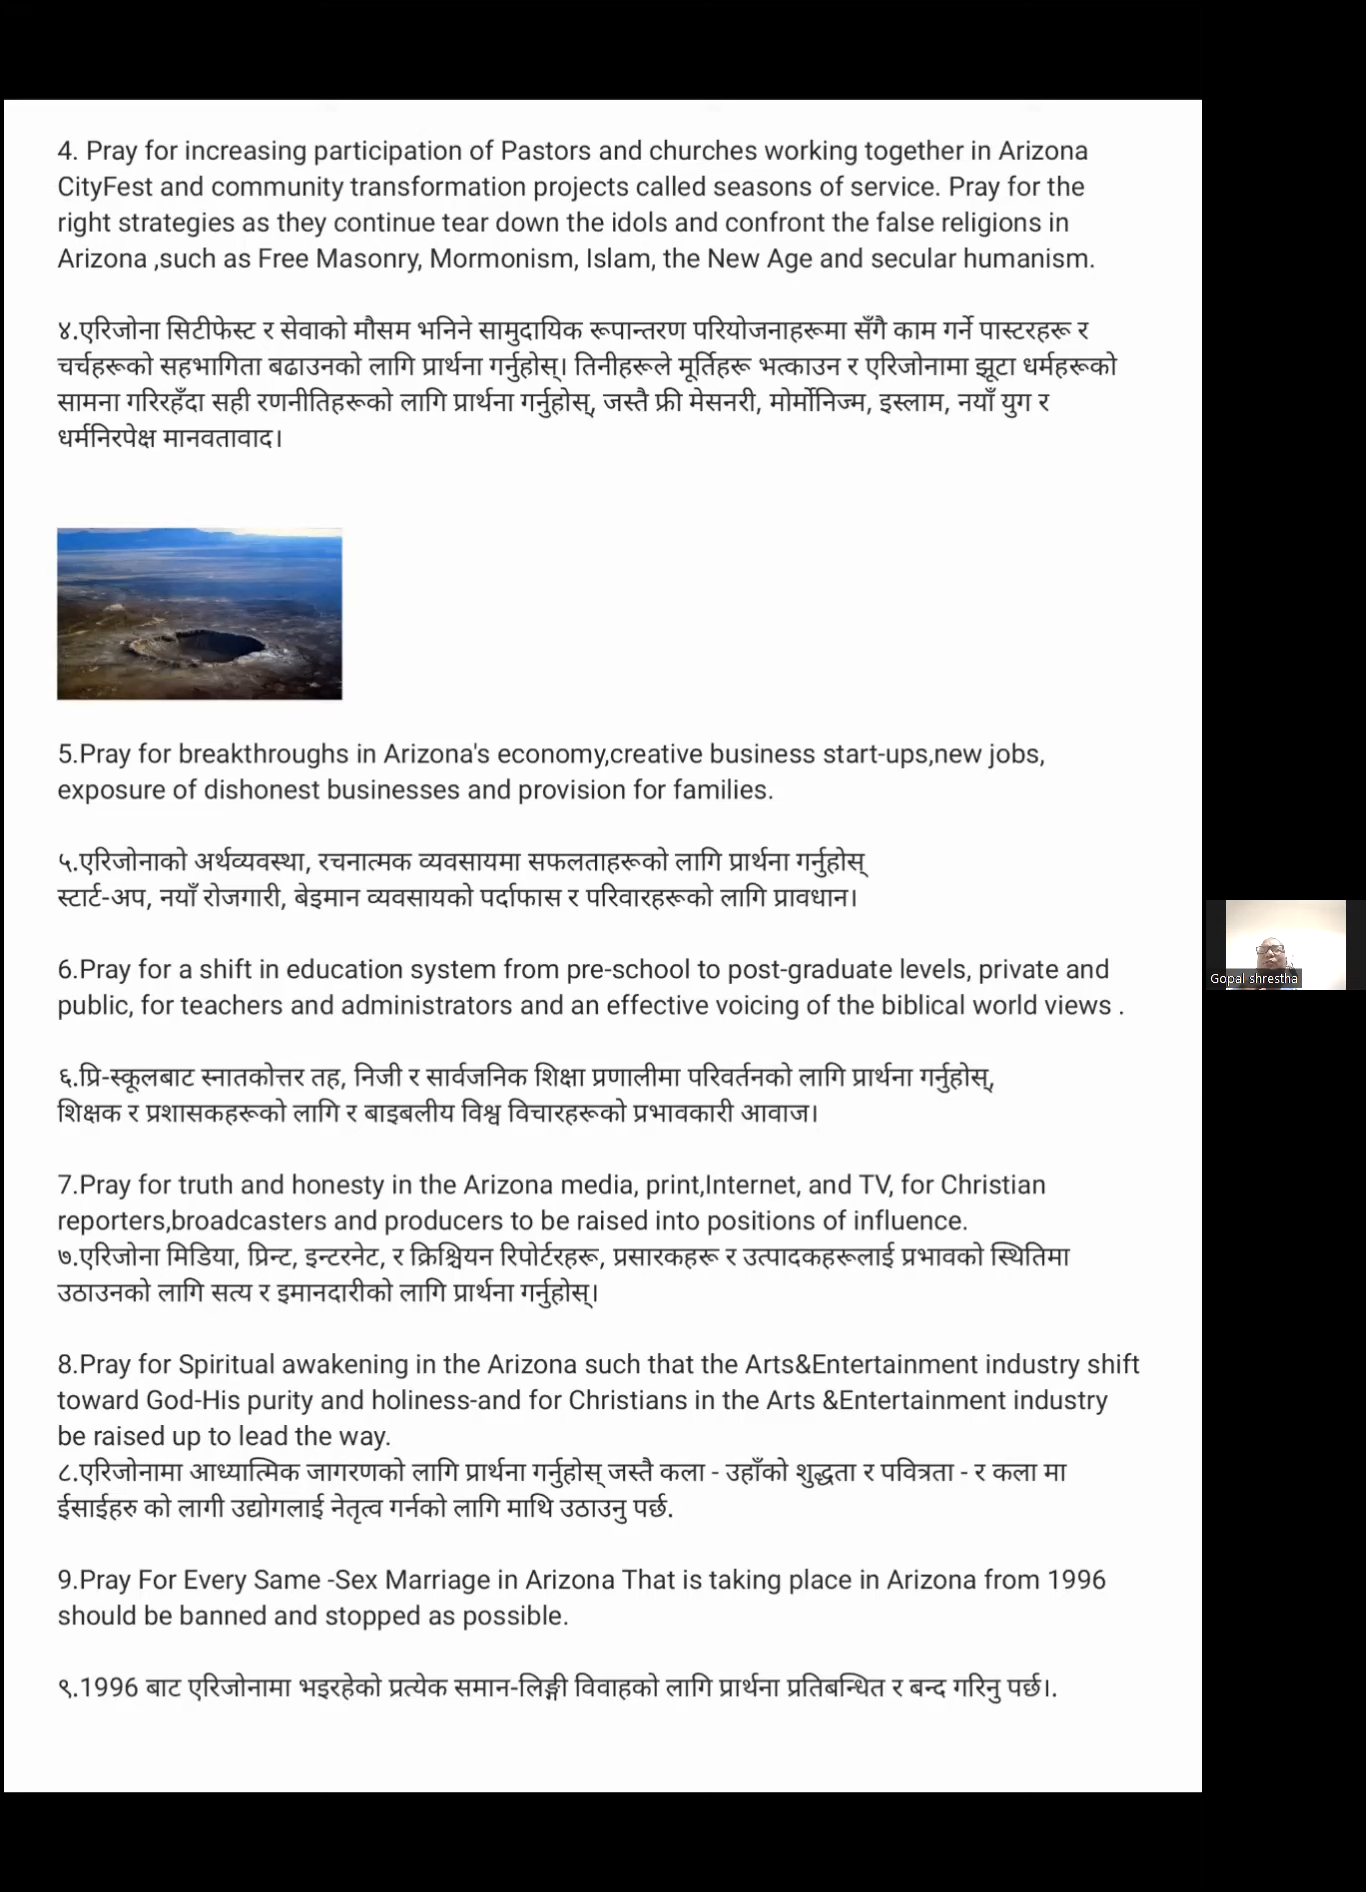 4. Pray for increasing participation of Pastors and churches working together in Arizona
CityFest and community transformation projects called seasons of service. Pray for the
right strategies as they continue tear down the idols and confront the false religions in
Arizona ,such as Free Masonry, Mormonism, Islam, the New Age and secular humanism.
४.एरिजोना सिटीफेस्ट र सेवाको मौसम भनिने सामुदायिक रूपान्तरण परियोजनाहरूमा सँगै काम गर्ने पास्टरहरू र
चर्चहरूको सहभागिता बढाउनको लागि प्रार्थना गर्नुहोस्। तिनीहरूले मूर्तिहरू भत्काउन र एरिजोनामा झूटा धर्महरूको
सामना गरिरहँदा सही रणनीतिहरूको लागि प्रार्थना गर्नुहोस्, जस्तै फ्री मेसनरी, मोर्मोनिज्म, इस्लाम, नयाँ युग र
धर्मनिरपेक्ष मानवतावाद।
5.Pray for breakthroughs in Arizona's economy,creative business start-ups,new jobs,
exposure of dishonest businesses and provision for families.
५.एरिजोनाको अर्थव्यवस्था, रचनात्मक व्यवसायमा सफलताहरूको लागि प्रार्थना गर्नुहोस्
स्टार्ट-अप, नयाँ रोजगारी, बेइमान व्यवसायको पर्दाफास र परिवारहरूको लागि प्रावधान।
6.Pray for a shift in education system from pre-school to post-graduate levels, private and
public, for teachers and administrators and an effective voicing of the biblical world views .
६.प्रि-स्कूलबाट स्नातकोत्तर तह, निजी र सार्वजनिक शिक्षा प्रणालीमा परिवर्तनको लागि प्रार्थना गर्नुहोस्,
शिक्षक र प्रशासकहरूको लागि र बाइबलीय विश्व विचारहरूको प्रभावकारी आवाज।
7.Pray for truth and honesty in the Arizona media, print,Internet, and TV, for Christian
reporters,broadcasters and producers to be raised into positions of influence.
७.एरिजोना मिडिया, प्रिन्ट, इन्टरनेट, र क्रिश्चियन रिपोर्टरहरू, प्रसारकहरू र उत्पादकहरूलाई प्रभावको स्थितिमा
उठाउनको लागि सत्य र इमानदारीको लागि प्रार्थना गर्नुहोस्।
8.Pray for Spiritual awakening in the Arizona such that the Arts&Entertainment industry shift
toward God-His purity and holiness-and for Christians in the Arts &Entertainment industry
be raised up to lead the way.
८.एरिजोनामा आध्यात्मिक जागरणको लागि प्रार्थना गर्नुहोस् जस्तै कला - उहाँको शुद्धता र पवित्रता - र कला मा
ईसाईहरु को लागी उद्योगलाई नेतृत्व गर्नको लागि माथि उठाउनु पर्छ.
9.Pray For Every Same -Sex Marriage in Arizona That is taking place in Arizona from 1996
should be banned and stopped as possible.
९.1996 बाट एरिजोनामा भइरहेको प्रत्येक समान-लिङ्गी विवाहको लागि प्रार्थना प्रतिबन्धित र बन्द गरिनु पर्छ।.
Gopal shrestha